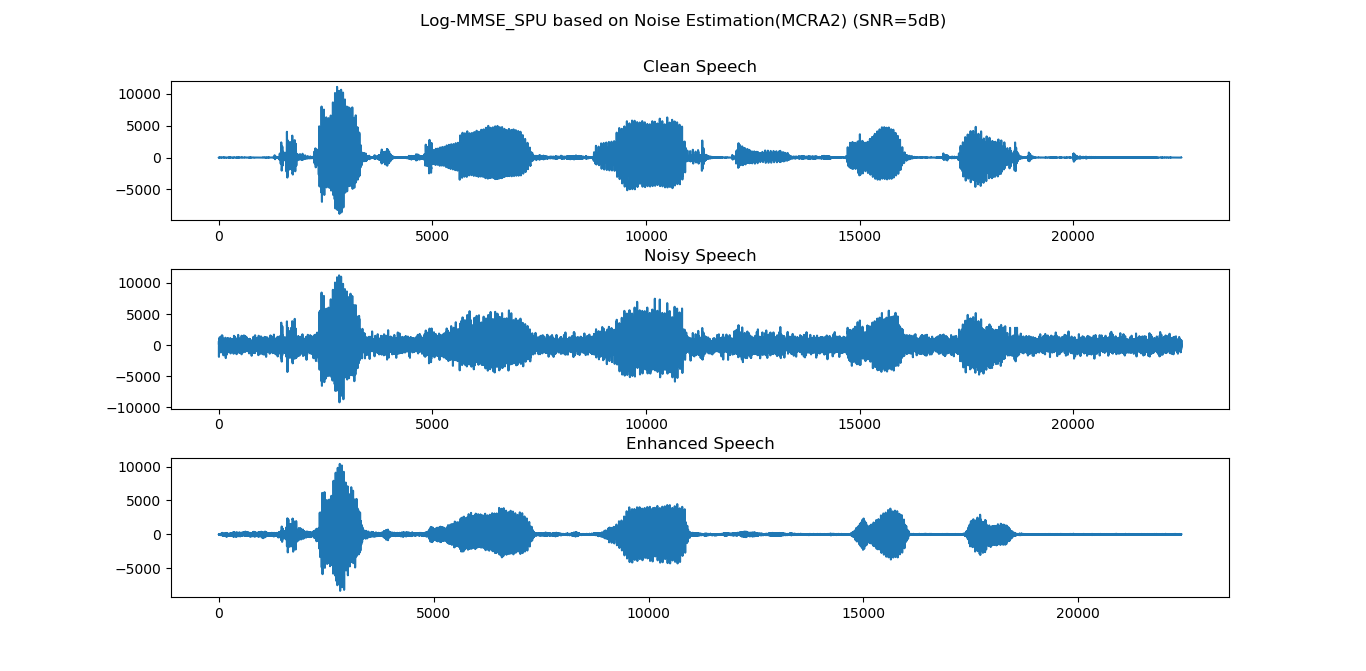 Log-MMSE_SPU based on Noise Estimation(MCRA2) (SNR=5dB)
Clean Speech
10000
5000
0
−5000
0 5000 10000 15000 20000
Noisy Speech
10000
5000
0
−5000
−10000
0 5000 10000 15000 20000
Enhanced Speech
10000
5000
0
−5000
0 5000 10000 15000 20000